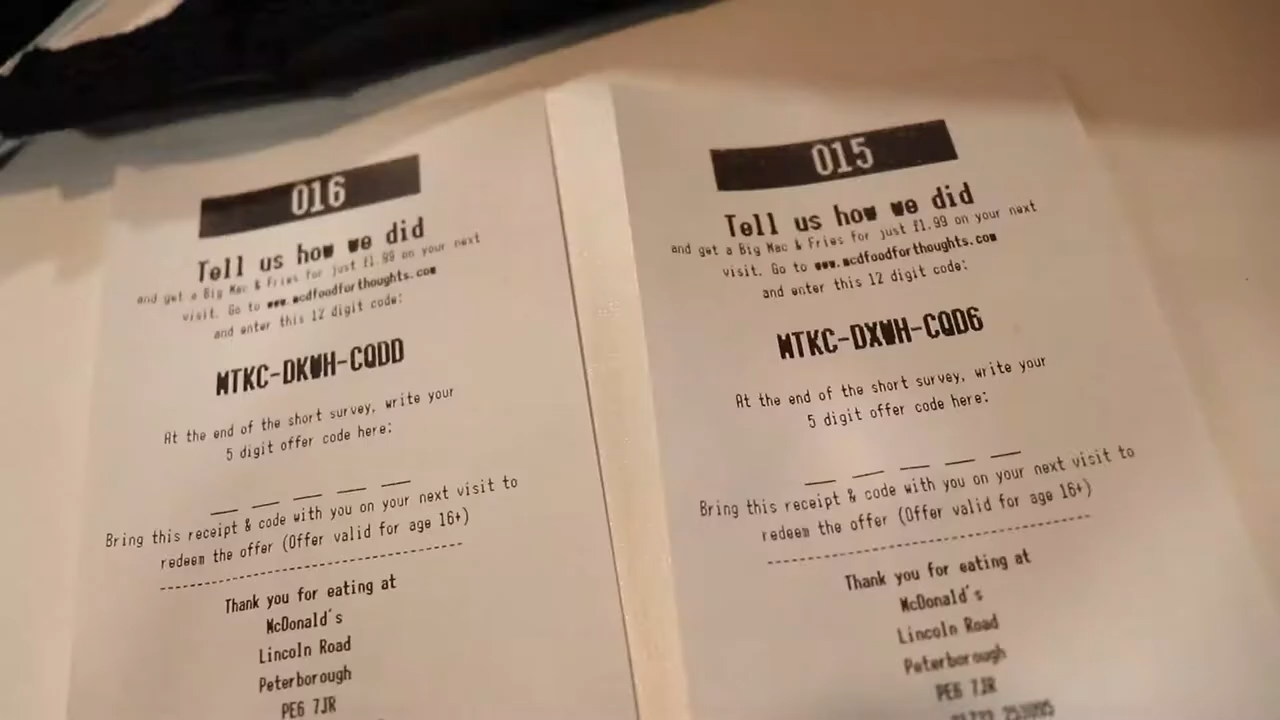 016
Tell us how we did
and get a Big Mac & Fries for just £1.99 on your next
visit. Go to www.mcdfoodforthoughts.com
and enter this 12 digit code:
MTKC-DKWH-CQDD
At the end of the short survey, write your
5 digit offer code here:
Bring this receipt & code with you on your next visit to
redeem the offer (Offer valid for age 16+)
Thank you for eating at
McDonald's
Lincoln Road
Peterborough
PE6 7JR
015
Tell us how we did
and get a Big Mac & Fries for just £1.99 on your next
visit. Go to www.mcdfoodforthoughts.com
and enter this 12 digit code:
MTKC-DXWH-CQD6
At the end of the short survey, write your
5 digit offer code here:
Bring this receipt & code with you on your next visit to
redeem the offer (Offer valid for age 16+)
Thank you for eating at
McDonald's
Lincoln Road
Peterborough
PE6 7JR